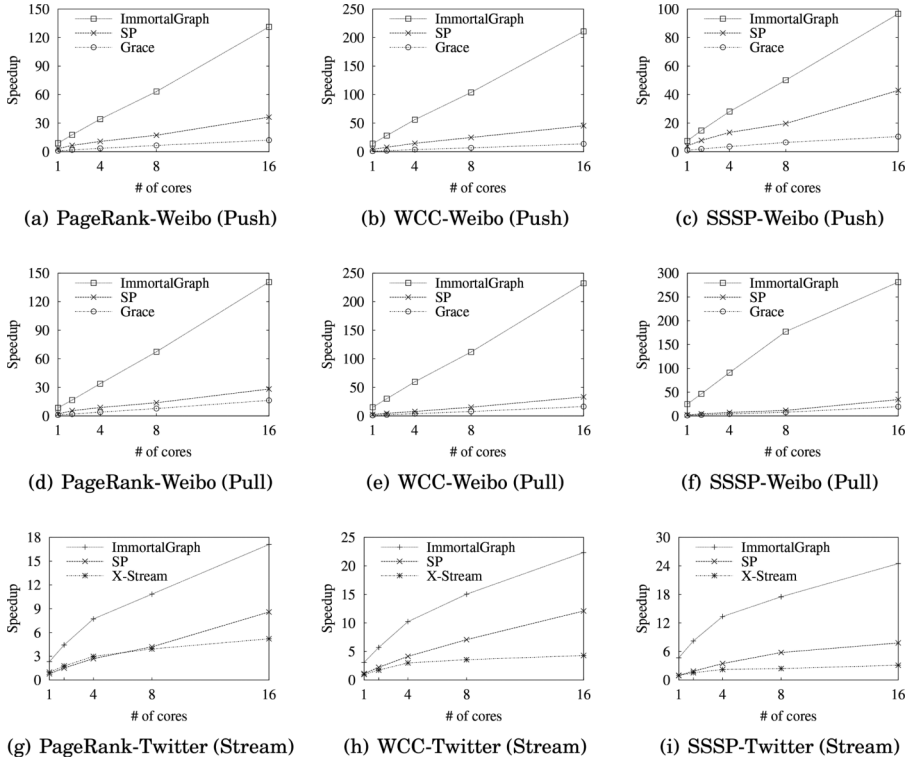 150
120
90
60
30
0
Speedup
ImmortalGraph
SP
Grace
1 4 8 16
# of cores
(a) PageRank-Weibo (Push)
250
200
150
100
50
0
Speedup
ImmortalGraph
SP
Grace
1 4 8 16
# of cores
(b) WCC-Weibo (Push)
100
80
60
40
20
0
Speedup
ImmortalGraph
SP
Grace
1 4 8 16
# of cores
(c) SSSP-Weibo (Push)
150
120
90
60
30
0
Speedup
ImmortalGraph
SP
Grace
1 4 8 16
# of cores
(d) PageRank-Weibo (Pull)
250
200
150
100
50
0
Speedup
ImmortalGraph
SP
Grace
1 4 8 16
# of cores
(e) WCC-Weibo (Pull)
300
250
200
150
100
50
0
Speedup
ImmortalGraph
SP
Grace
1 4 8 16
# of cores
(f) SSSP-Weibo (Pull)
18
15
12
9
6
3
0
Speedup
ImmortalGraph
SP
X-Stream
1 4 8 16
# of cores
(g) PageRank-Twitter (Stream)
25
20
15
10
5
0
Speedup
ImmortalGraph
SP
X-Stream
1 4 8 16
# of cores
(h) WCC-Twitter (Stream)
30
24
18
12
6
0
Speedup
ImmortalGraph
SP
X-Stream
1 4 8 16
# of cores
(i) SSSP-Twitter (Stream)